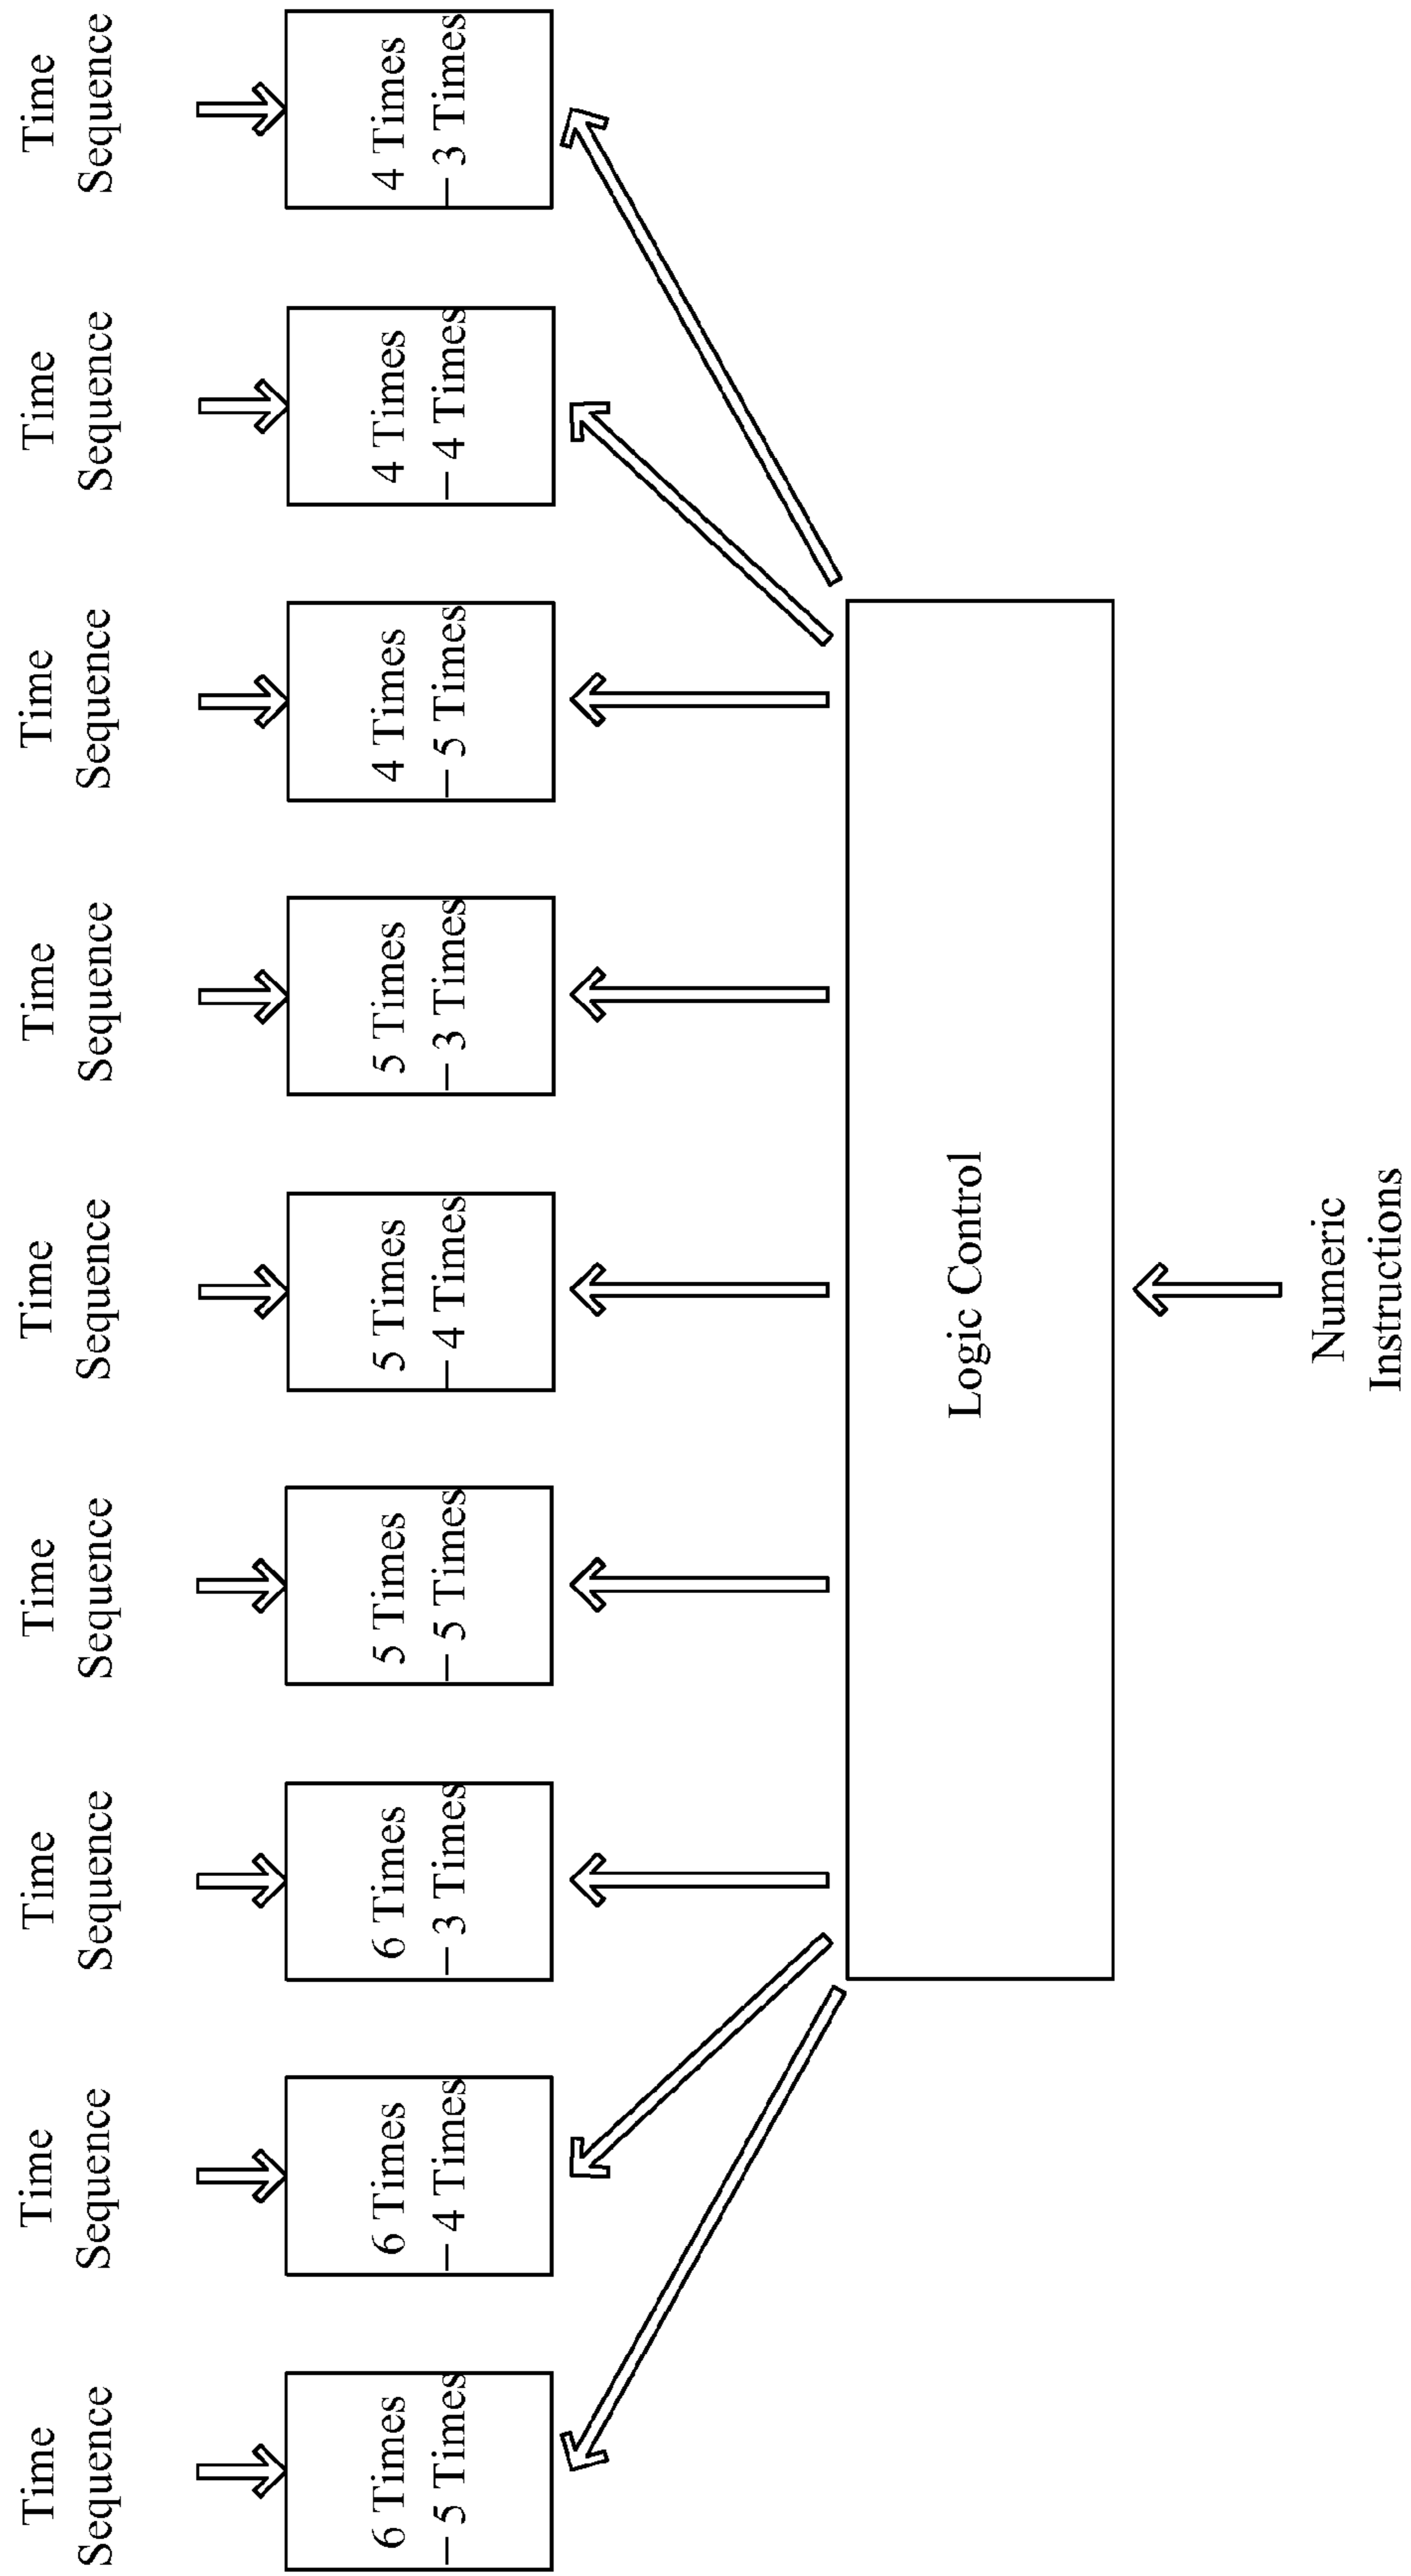 Time
Sequence
Time
Sequence
Time
Sequence
Time
Sequence
Time
Sequence
Time
Sequence
Time
Sequence
Time
Sequence
Time
Sequence
6 Times
– 5 Times
6 Times
– 4 Times
6 Times
– 3 Times
5 Times
– 5 Times
5 Times
– 4 Times
5 Times
– 3 Times
4 Times
– 5 Times
4 Times
– 4 Times
4 Times
– 3 Times
Logic Control
Numeric
Instructions